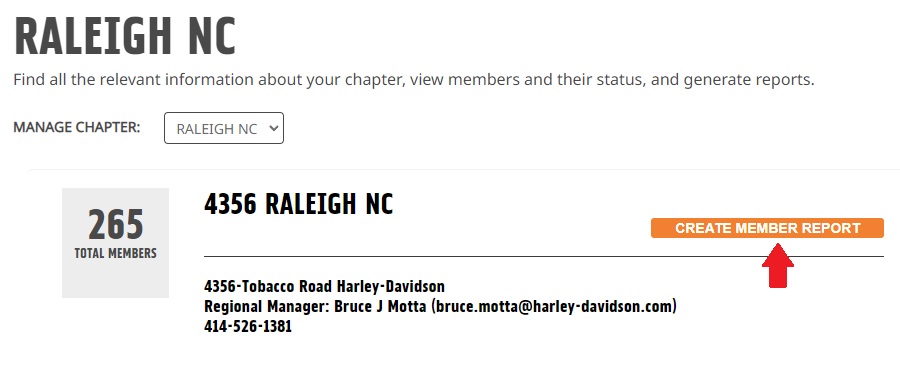 RALEIGH NC
Find all the relevant information about your chapter, view members and their status, and generate reports.
MANAGE CHAPTER:
RALEIGH NC
265
TOTAL MEMBERS
4356 RALEIGH NC
CREATE MEMBER REPORT
4356-Tobacco Road Harley-Davidson
Regional Manager: Bruce J Motta (bruce.motta@harley-davidson.com)
414-526-1381